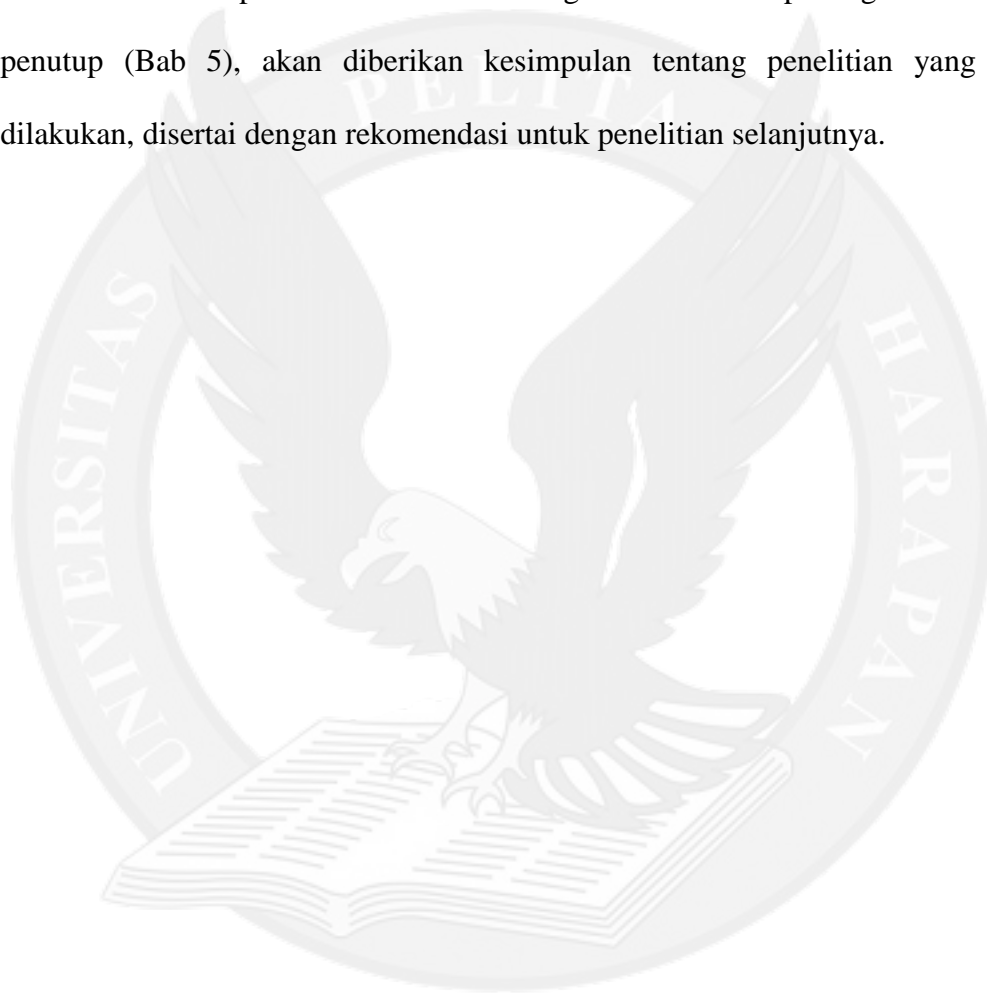 penutup (Bab 5), akan diberikan kesimpulan tentang penelitian yang
dilakukan, disertai dengan rekomendasi untuk penelitian selanjutnya.
UNIVERSITAS PELITA HARAPAN